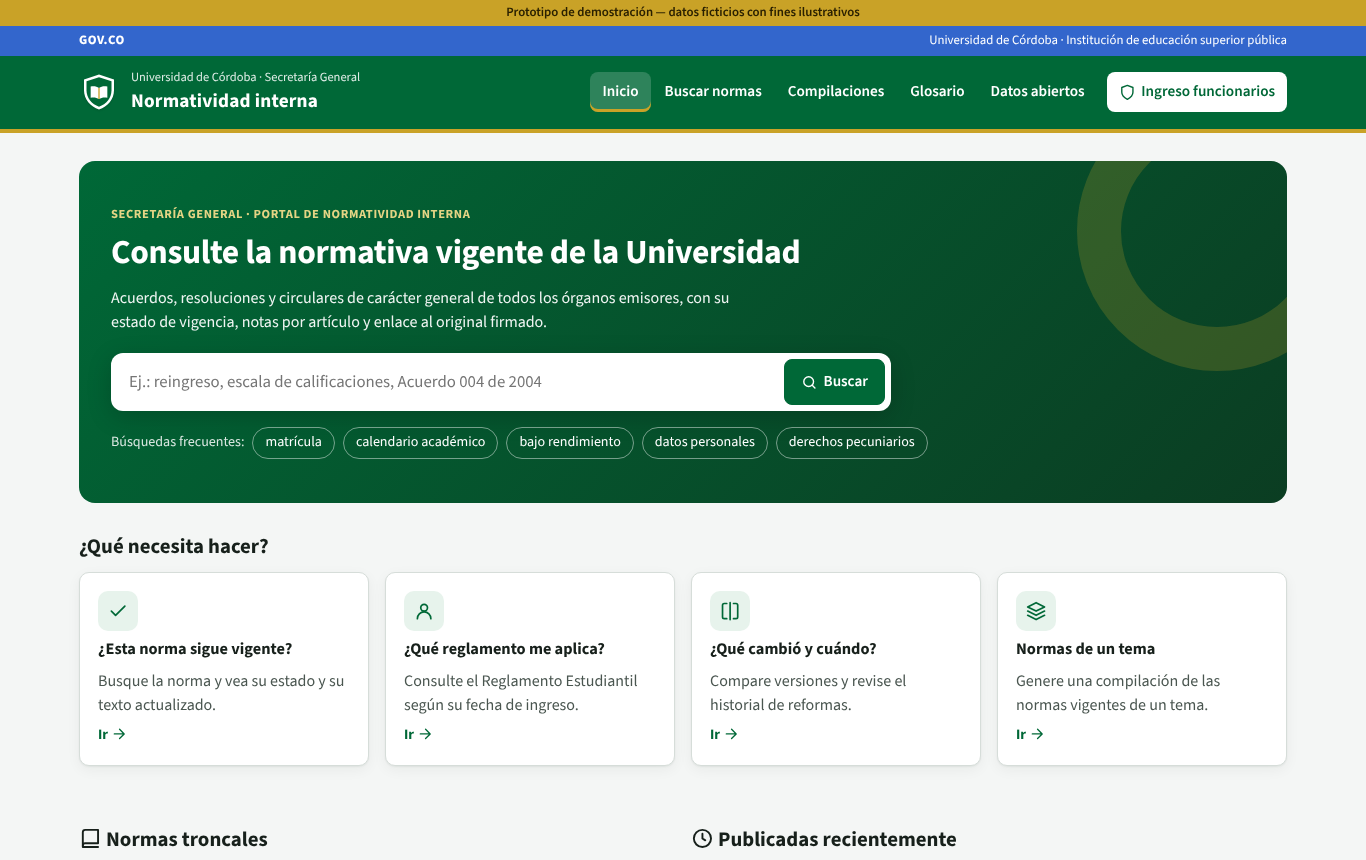 Prototipo de demostración — datos ficticios con fines ilustrativos
GOV.CO
Universidad de Córdoba · Institución de educación superior pública
Universidad de Córdoba · Secretaría General
Normatividad interna
Inicio
Buscar normas
Compilaciones
Glosario
Datos abiertos
Ingreso funcionarios
SECRETARÍA GENERAL · PORTAL DE NORMATIVIDAD INTERNA
Consulte la normativa vigente de la Universidad
Acuerdos, resoluciones y circulares de carácter general de todos los órganos emisores, con su
estado de vigencia, notas por artículo y enlace al original firmado.
Ej.: reingreso, escala de calificaciones, Acuerdo 004 de 2004
Buscar
Búsquedas frecuentes:
matrícula
calendario académico
bajo rendimiento
datos personales
derechos pecuniarios
¿Qué necesita hacer?
¿Esta norma sigue vigente?
Busque la norma y vea su estado y su
texto actualizado.
Ir →
¿Qué reglamento me aplica?
Consulte el Reglamento Estudiantil
según su fecha de ingreso.
Ir →
¿Qué cambió y cuándo?
Compare versiones y revise el
historial de reformas.
Ir →
Normas de un tema
Genere una compilación de las
normas vigentes de un tema.
Ir →
Normas troncales
Publicadas recientemente